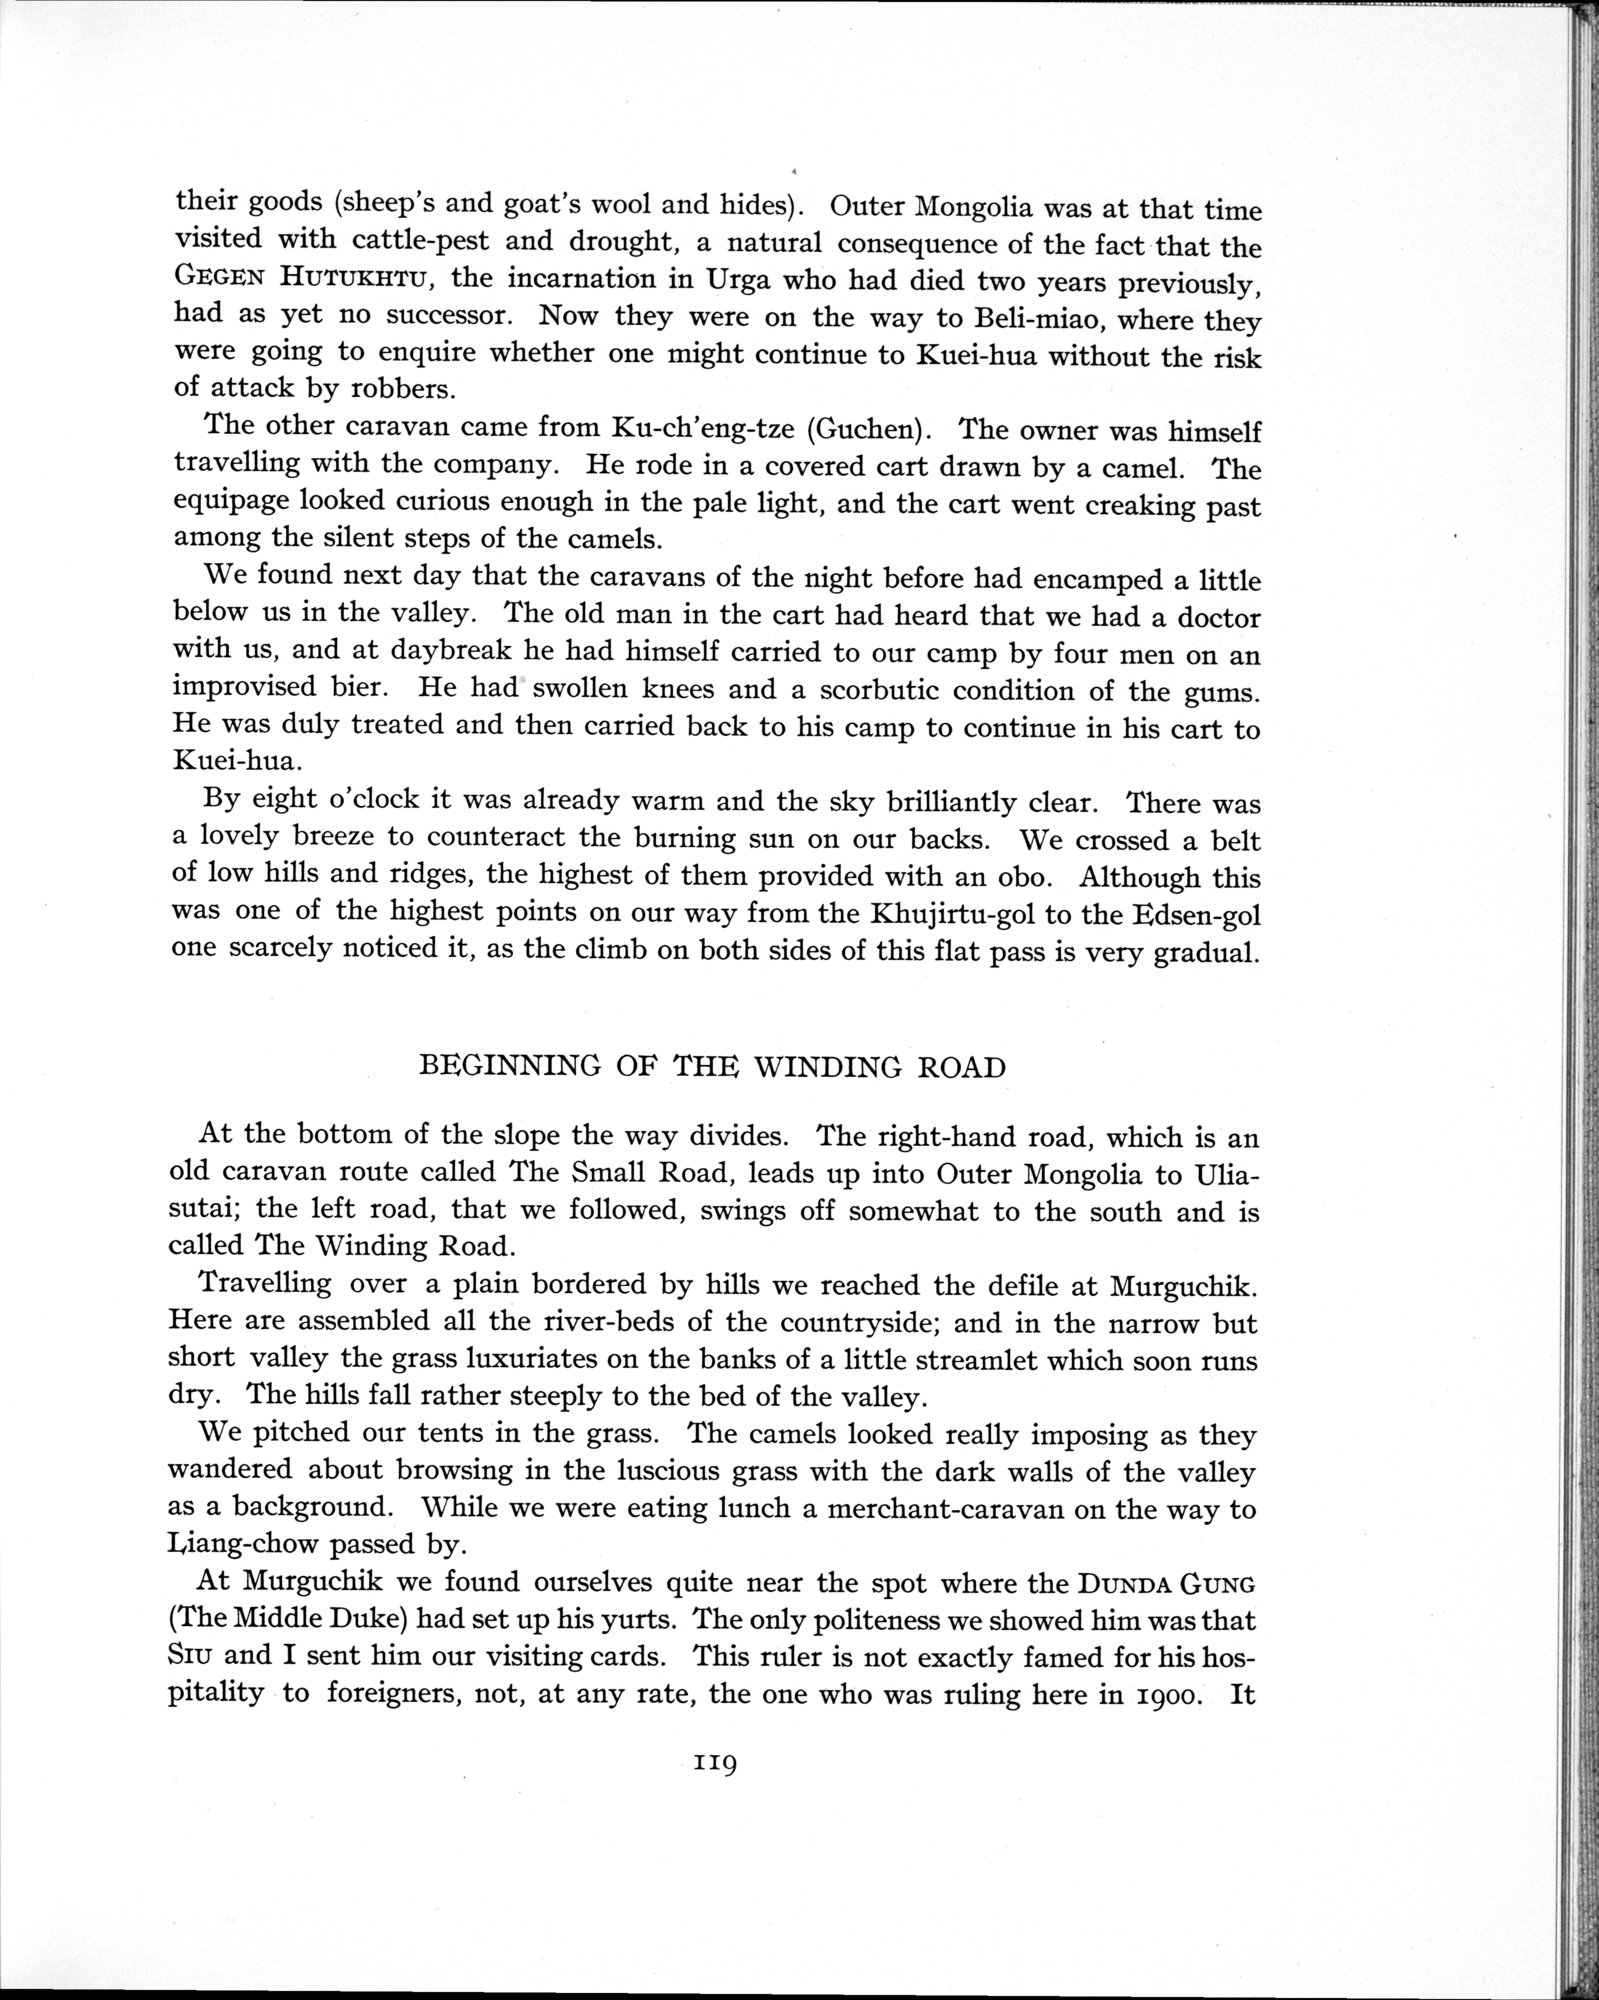 their goods (sheep's and goat's wool and hides). Outer Mongolia was at that time
visited with cattle-pest and drought, a natural consequence of the fact that the
GEGEN HUTUKHTU, the incarnation in Urga who had died two years previously,
had as yet no successor. Now they were on the way to Beli-miao, where they
were going to enquire whether one might continue to Kuei-hua without the risk
of attack by robbers.
The other caravan came from Ku-ch'eng-tze (Guchen). The owner was himself
travelling with the company. He rode in a covered cart drawn by a camel. The
equipage looked curious enough in the pale light, and the cart went creaking past
among the silent steps of the camels.
We found next day that the caravans of the night before had encamped a little
below us in the valley. The old man in the cart had heard that we had a doctor
with us, and at daybreak he had himself carried to our camp by four men on an
improvised bier. He had swollen knees and a scorbutic condition of the gums.
He was duly treated and then carried back to his camp to continue in his cart to
Kuei-hua.
By eight o'clock it was already warm and the sky brilliantly clear. There was
a lovely breeze to counteract the burning sun on our backs. We crossed a belt
of low hills and ridges, the highest of them provided with an obo. Although this
was one of the highest points on our way from the Khujirtu-gol to the Edsen-gol
one scarcely noticed it, as the climb on both sides of this flat pass is very gradual.
BEGINNING OF THE WINDING ROAD
At the bottom of the slope the way divides. The right-hand road, which is an
old caravan route called The Small Road, leads up into Outer Mongolia to Ulia-
sutai; the left road, that we followed, swings off somewhat to the south and is
called The Winding Road.
Travelling over a plain bordered by hills we reached the defile at Murguchik.
Here are assembled all the river-beds of the countryside; and in the narrow but
short valley the grass luxuriates on the banks of a little streamlet which soon runs
dry. The hills fall rather steeply to the bed of the valley.
We pitched our tents in the grass. The camels looked really imposing as they
wandered about browsing in the luscious grass with the dark walls of the valley
as a background. While we were eating lunch a merchant-caravan on the way to
Liang-chow passed by.
At Murguchik we found ourselves quite near the spot where the DUNDA GUNG
(The Middle Duke) had set up his yurts. The only politeness we showed him was that
SIU and I sent him our visiting cards. This ruler is not exactly famed for his hos-
pitality to foreigners, not, at any rate, the one who was ruling here in 1900. It
119